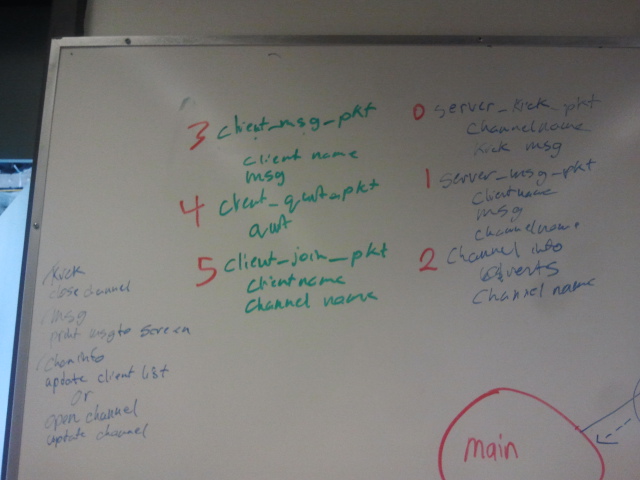 3 client_msg_pkt
client name
msg
4 client_quit_pkt
quit
5 client_join_pkt
clientname
channel name
0 server_kick_pkt
channelname
kick msg
1 server_msg_pkt
clientname
msg
channelname
2 channel info
channel name
/kick
close channel
/msg
print msg to screen
/chaninfo
update client list
or
open channel
update channel
main